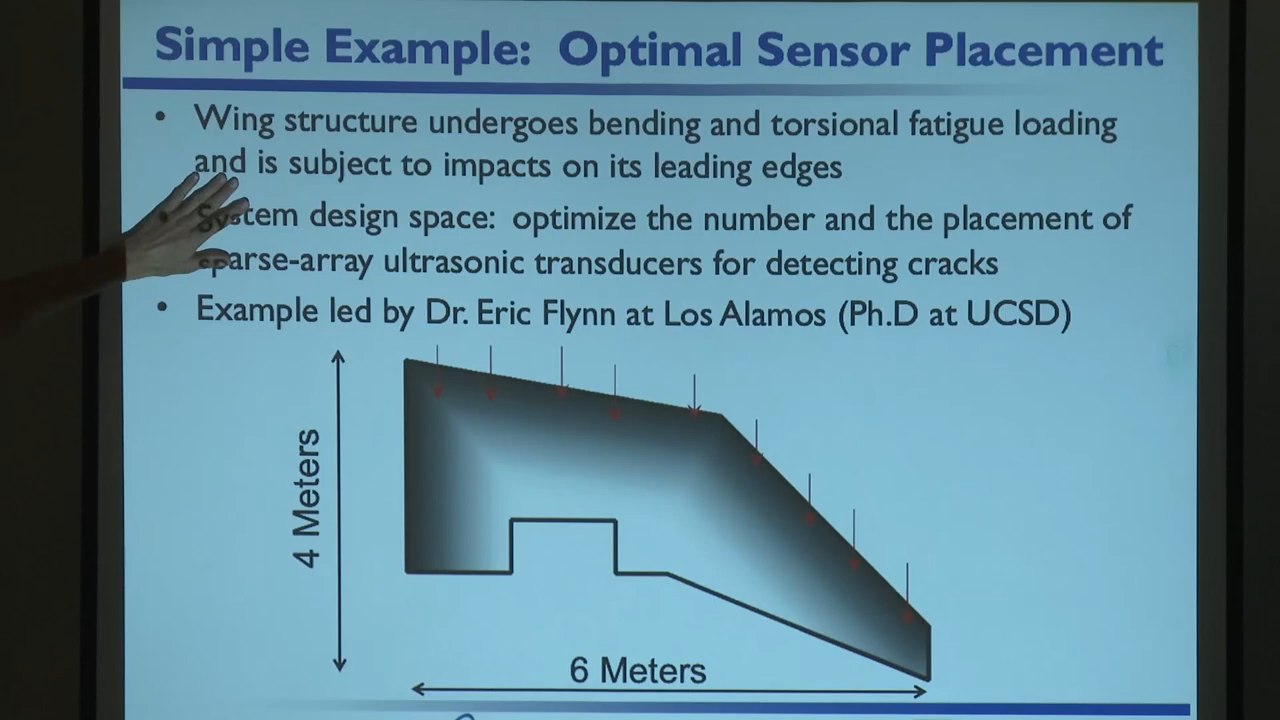 Simple Example: Optimal Sensor Placement
• Wing structure undergoes bending and torsional fatigue loading
and is subject to impacts on its leading edges
• System design space: optimize the number and the placement of
sparse-array ultrasonic transducers for detecting cracks
• Example led by Dr. Eric Flynn at Los Alamos (Ph.D at UCSD)
4 Meters
6 Meters